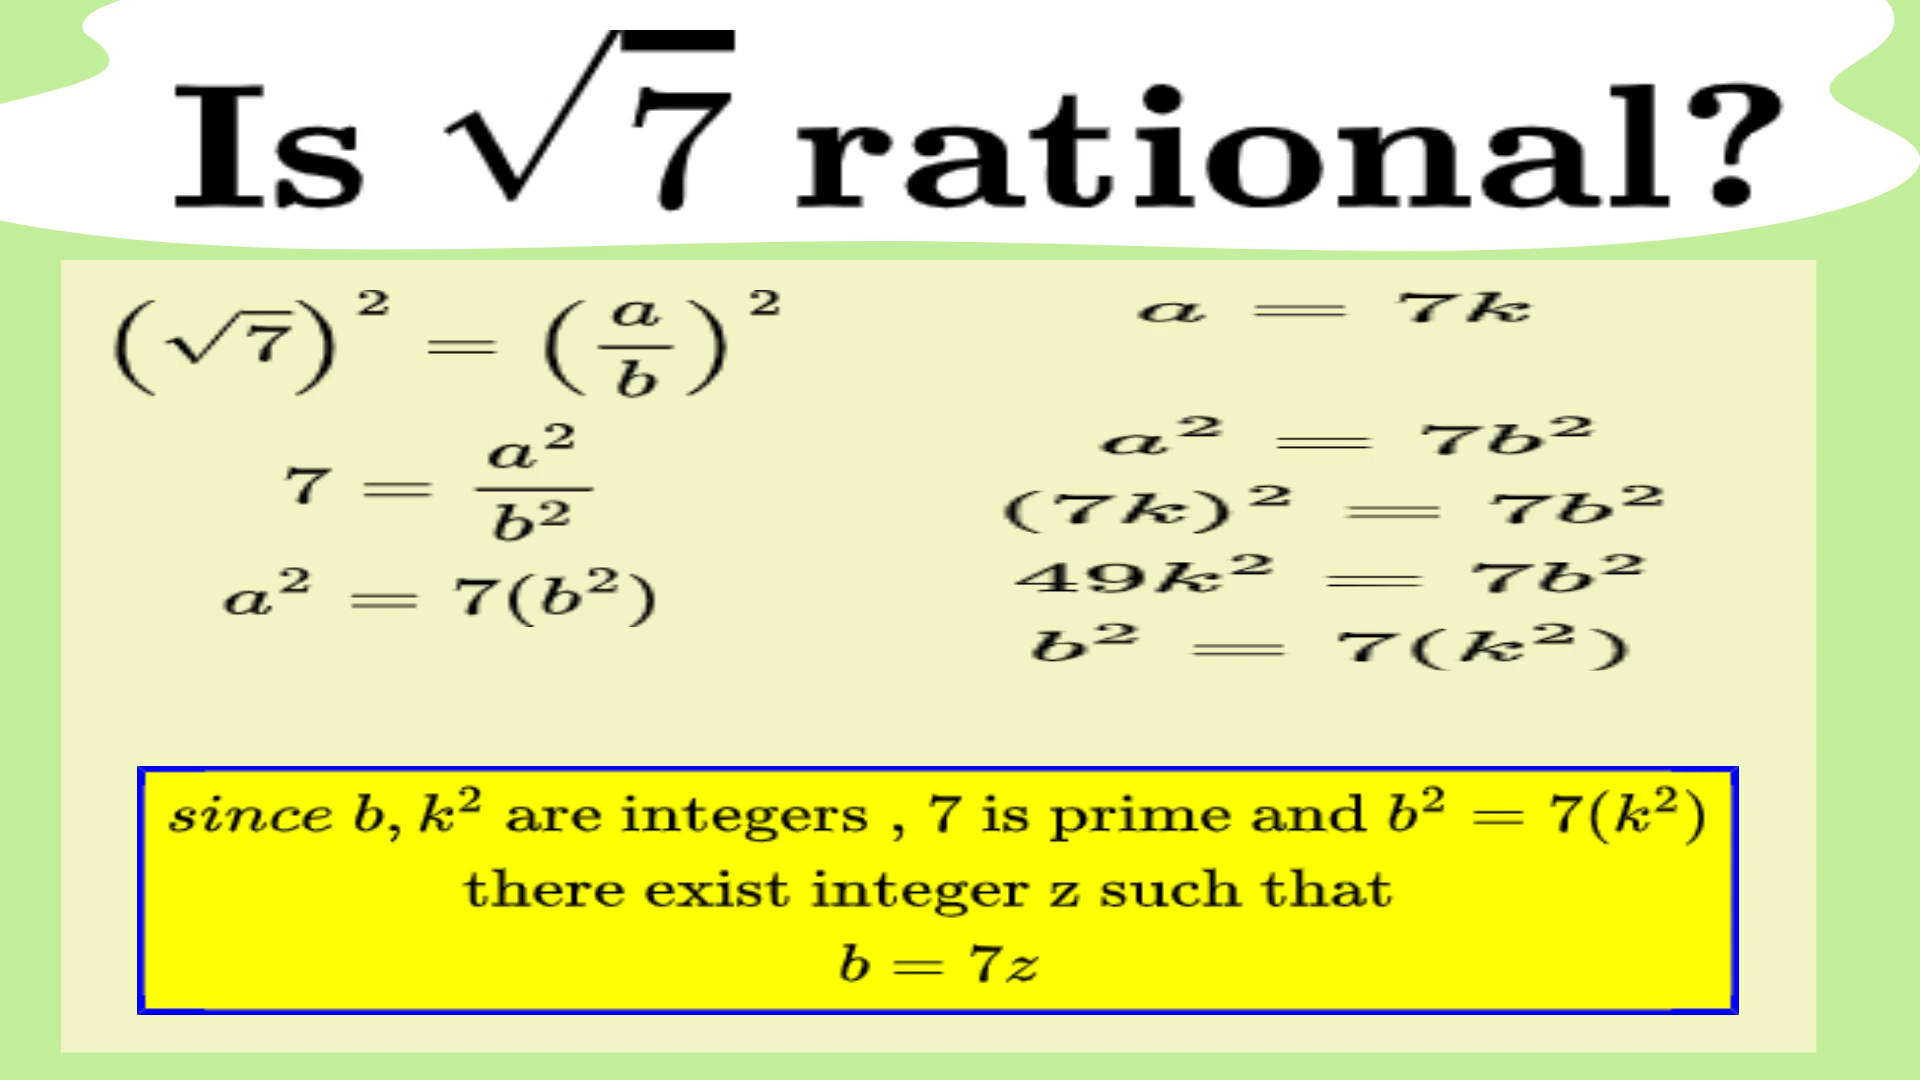 Is √7 rational?
(√7)² = (a/b)²
7 = a²/b²
a² = 7(b²)
a = 7k
a² = 7b²
(7k)² = 7b²
49k² = 7b²
b² = 7(k²)
since b, k² are integers , 7 is prime and b² = 7(k²)
there exist integer z such that
b = 7z